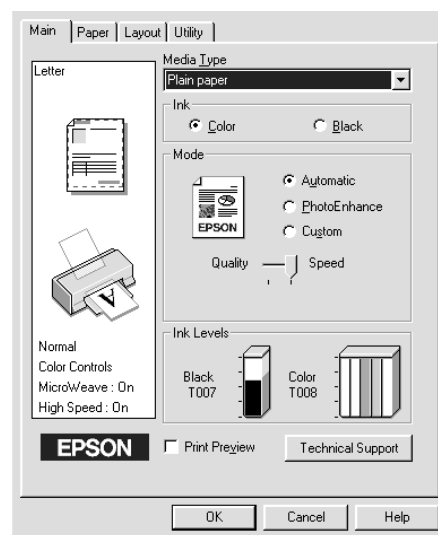 Main Paper Layout Utility
Letter
Media Type
Plain paper
Ink
Color Black
Mode
EPSON
Automatic
PhotoEnhance
Custom
Quality Speed
A
Normal
Color Controls
MicroWeave : On
High Speed : On
Ink Levels
Black
T007
Color
T008
EPSON
Print Preview
Technical Support
OK Cancel Help